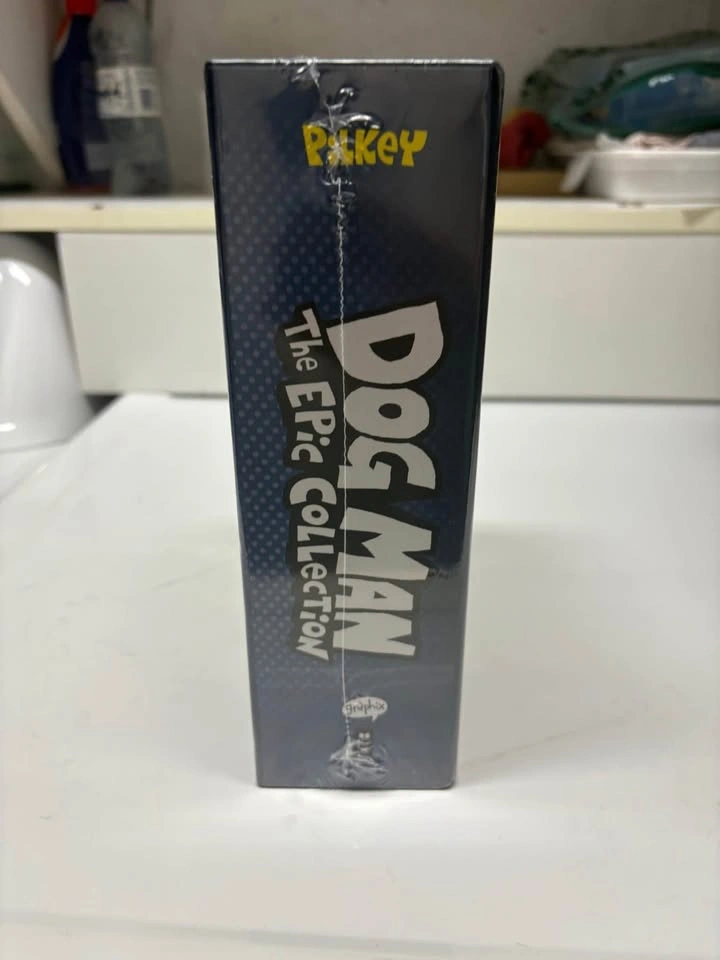 PiLKEY
DOG MAN
The EPic COLLECTiON
graphix